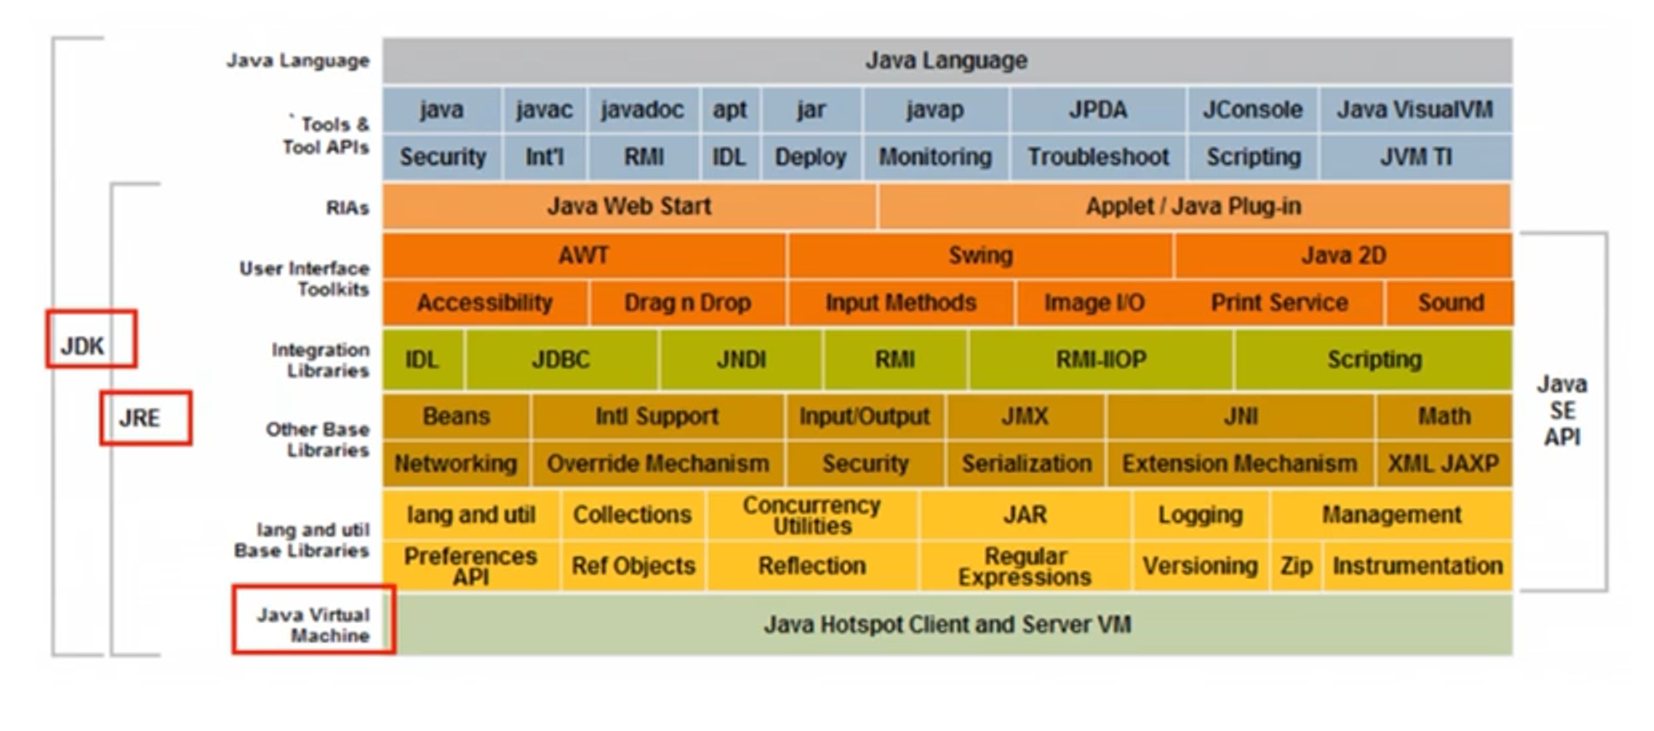 Java Language
Java Language
` Tools &
Tool APIs
java javac javadoc apt jar javap JPDA JConsole Java VisualVM
Security Int'l RMI IDL Deploy Monitoring Troubleshoot Scripting JVM TI
RIAs
Java Web Start Applet / Java Plug-in
User Interface
Toolkits
AWT Swing Java 2D
Accessibility Drag n Drop Input Methods Image I/O Print Service Sound
JDK
Integration
Libraries
IDL JDBC JNDI RMI RMI-IIOP Scripting
JRE
Other Base
Libraries
Beans Intl Support Input/Output JMX JNI Math
Networking Override Mechanism Security Serialization Extension Mechanism XML JAXP
Java
SE
API
lang and util
Base Libraries
lang and util Collections Concurrency
Utilities JAR Logging Management
Preferences
API Ref Objects Reflection Regular
Expressions Versioning Zip Instrumentation
Java Virtual
Machine
Java Hotspot Client and Server VM